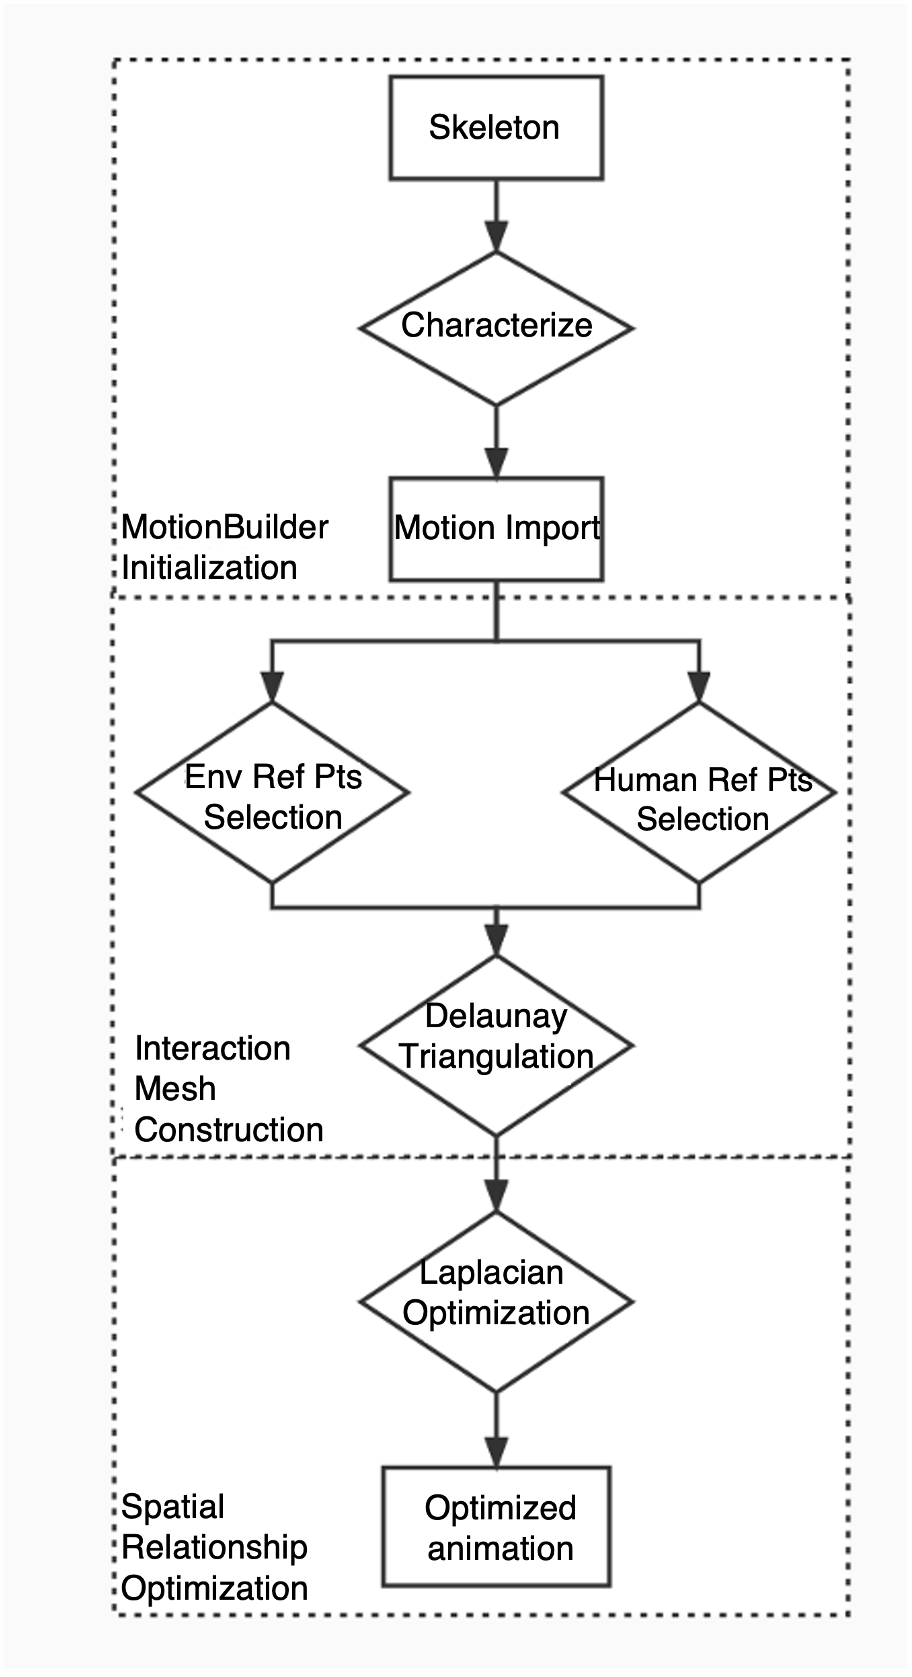 Skeleton
Characterize
Motion Import
MotionBuilder
Initialization
Env Ref Pts
Selection
Human Ref Pts
Selection
Delaunay
Triangulation
Interaction
Mesh
Construction
Laplacian
Optimization
Optimized
animation
Spatial
Relationship
Optimization